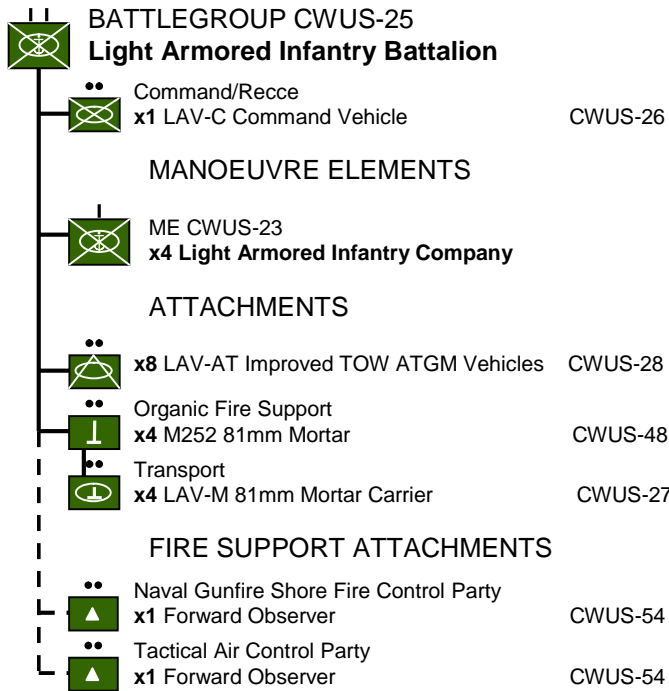 BATTLEGROUP CWUS-25
Light Armored Infantry Battalion
Command/Recce
x1 LAV-C Command Vehicle CWUS-26
MANOEUVRE ELEMENTS
ME CWUS-23
x4 Light Armored Infantry Company
ATTACHMENTS
x8 LAV-AT Improved TOW ATGM Vehicles CWUS-28
Organic Fire Support
x4 M252 81mm Mortar CWUS-48
Transport
x4 LAV-M 81mm Mortar Carrier CWUS-27
FIRE SUPPORT ATTACHMENTS
Naval Gunfire Shore Fire Control Party
x1 Forward Observer CWUS-54
Tactical Air Control Party
x1 Forward Observer CWUS-54